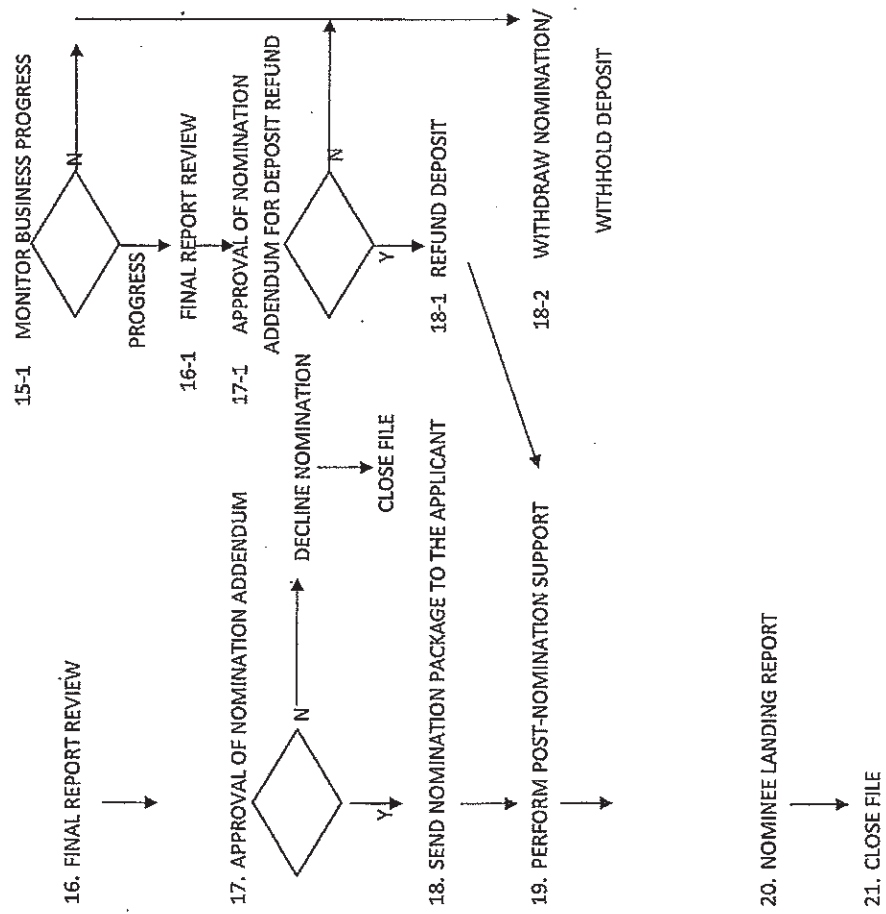 16. FINAL REPORT REVIEW
17. APPROVAL OF NOMINATION ADDENDUM
N
DECLINE NOMINATION
CLOSE FILE
Y
18. SEND NOMINATION PACKAGE TO THE APPLICANT
19. PERFORM POST-NOMINATION SUPPORT
20. NOMINEE LANDING REPORT
21. CLOSE FILE
15-1 MONITOR BUSINESS PROGRESS
N
PROGRESS
16-1 FINAL REPORT REVIEW
17-1 APPROVAL OF NOMINATION
ADDENDUM FOR DEPOSIT REFUND
N
Y
18-1 REFUND DEPOSIT
18-2 WITHDRAW NOMINATION/
WITHHOLD DEPOSIT